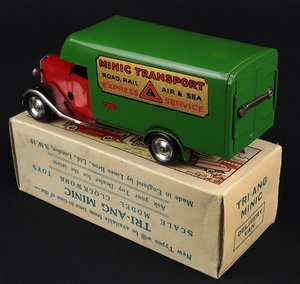 MINIC TRANSPORT
ROAD, RAIL AIR & SEA
EXPRESS SERVICE
TRI-ANG
MINIC
DELIVERY
VAN
New Types will be available from time to time of the:-
TRI-ANG MINIC
SCALE MODEL CLOCKWORK TOYS
Ask your Toy Dealer for the latest
Made in England by Lines Bros. Ltd. London, S.W. 19